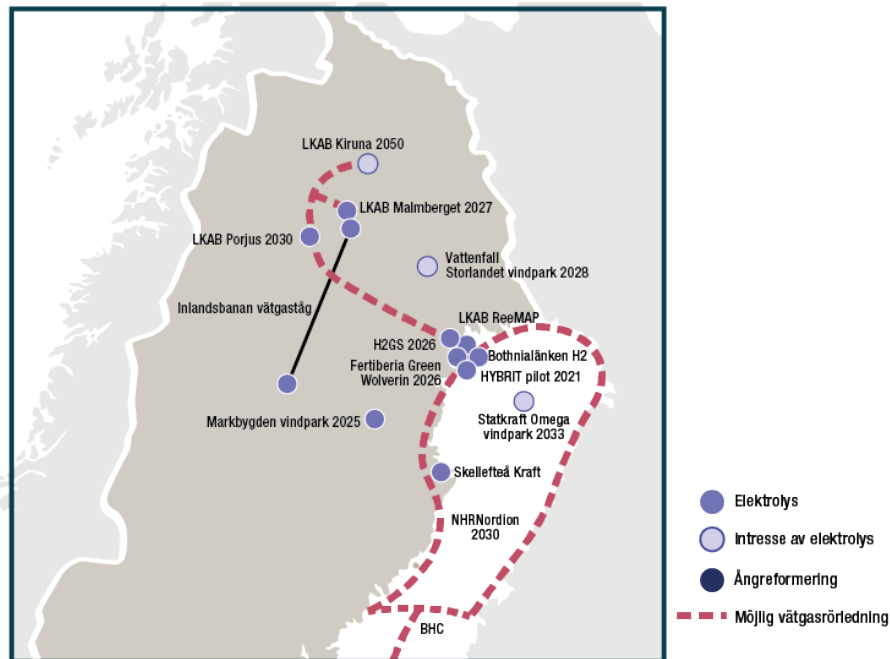 LKAB Kiruna 2050
LKAB Malmberget 2027
LKAB Porjus 2030
Vattenfall
Storlandet vindpark 2028
Inlandsbanan vätgaståg
LKAB ReeMAP
H2GS 2026
Bothnialänken H2
Fertiberia Green
Wolverin 2026
HYBRIT pilot 2021
Markbygden vindpark 2025
Statkraft Omega
vindpark 2033
Skellefteå Kraft
NHRNordion
2030
BHC
Elektrolys
Intresse av elektrolys
Ångreformering
Möjlig vätgasrörledning